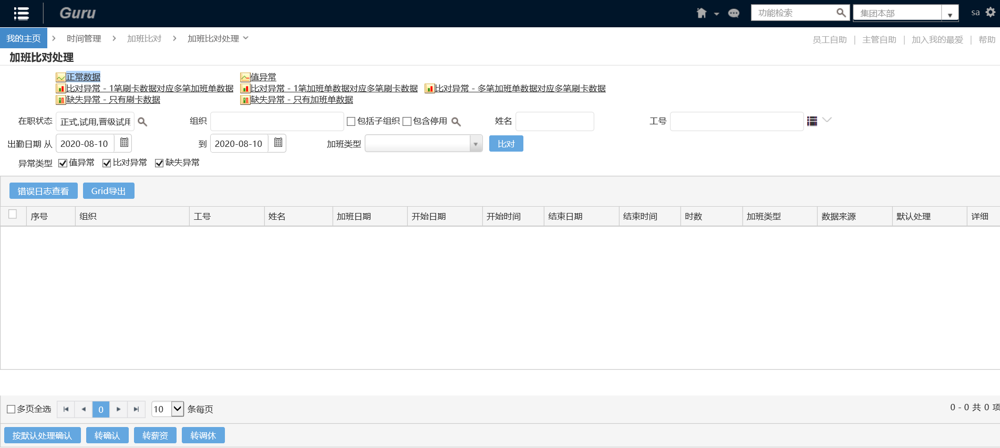 Guru
功能检索
集团本部
sa
我的主页 时间管理 加班比对 加班比对处理
员工自助 | 主管自助 | 加入我的最爱 | 帮助
加班比对处理
正常数据 值异常
比对异常 - 1笔刷卡数据对应多笔加班单数据 比对异常 - 1笔加班单数据对应多笔刷卡数据 比对异常 - 多笔加班单数据对应多笔刷卡数据
缺失异常 - 只有刷卡数据 缺失异常 - 只有加班单数据
在职状态 正式,试用,晋级试用 组织 包括子组织 包含停用 姓名 工号
出勤日期 从 2020-08-10 到 2020-08-10 加班类型 比对
异常类型 值异常 比对异常 缺失异常
错误日志查看 Grid导出
序号 组织 工号 姓名 加班日期 开始日期 开始时间 结束日期 结束时间 时数 加班类型 数据来源 默认处理 详细
多页全选 0 10 条每页 0 - 0 共 0 项
按默认处理确认 转确认 转薪资 转调休